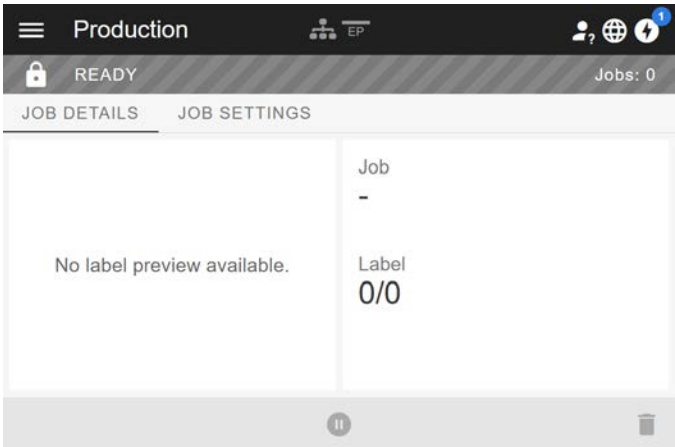 Production
EP
?
1
READY
Jobs: 0
JOB DETAILS
JOB SETTINGS
No label preview available.
Job
-
Label
0/0